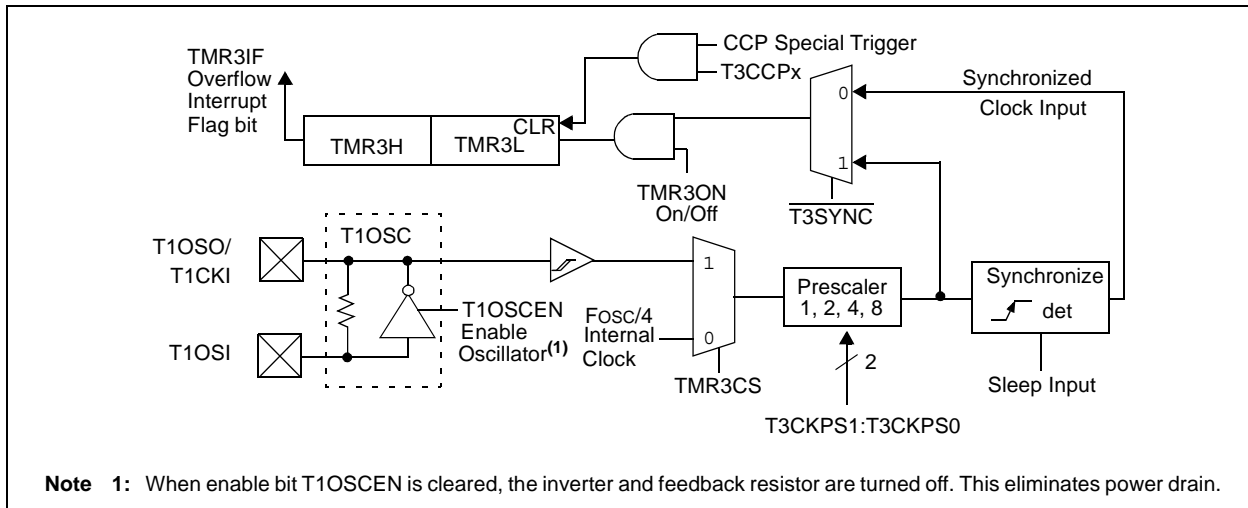 TMR3IF
Overflow
Interrupt
Flag bit
CCP Special Trigger
T3CCPx
TMR3H
TMR3L
CLR
TMR3ON
On/Off
0
1
T3SYNC
Synchronized
Clock Input
T1OSO/
T1CKI
T1OSI
T1OSC
T1OSCEN
Enable
Oscillator(1)
FOSC/4
Internal
Clock
1
0
TMR3CS
Prescaler
1, 2, 4, 8
2
T3CKPS1:T3CKPS0
Synchronize
det
Sleep Input
Note 1: When enable bit T1OSCEN is cleared, the inverter and feedback resistor are turned off. This eliminates power drain.